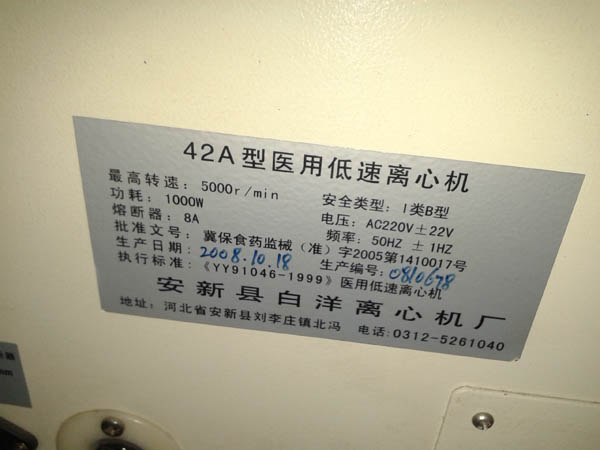 42A型医用低速离心机
最高转速：5000r/min 安全类型：I类B型
功耗：1000W 电压：AC220V±22V
熔断器：8A 频率：50HZ ± 1HZ
批准文号：冀保食药监械（准）字2005第1410017号
生产日期：2008.10.18 生产编号：0810678
执行标准：《YY91046-1999》医用低速离心机
安新县白洋离心机厂
地址：河北省安新县刘李庄镇北冯 电话：0312-5261040
示器
mm